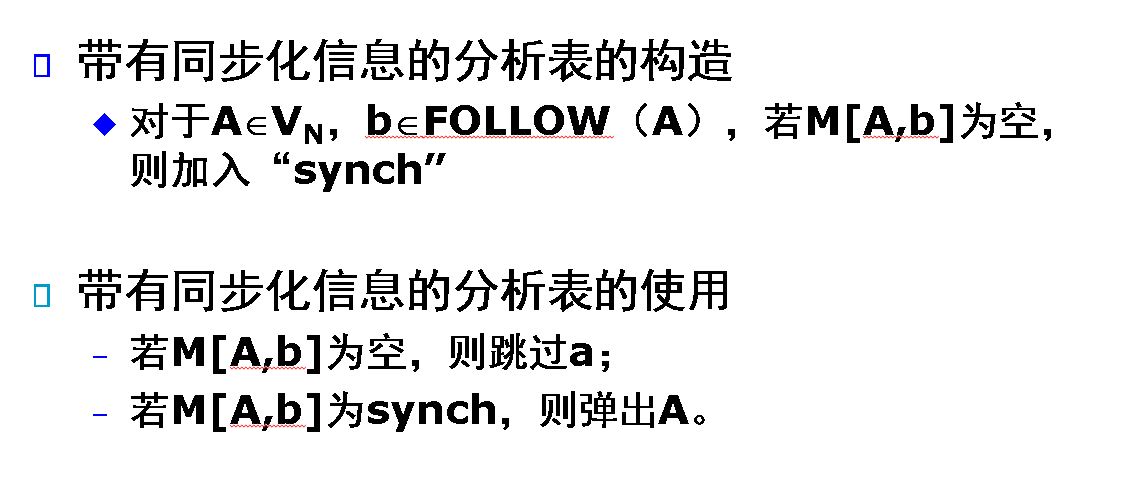 带有同步化信息的分析表的构造
对于A∈VN，b∈FOLLOW（A），若M[A,b]为空，
则加入“synch”
带有同步化信息的分析表的使用
– 若M[A,b]为空，则跳过a；
– 若M[A,b]为synch，则弹出A。